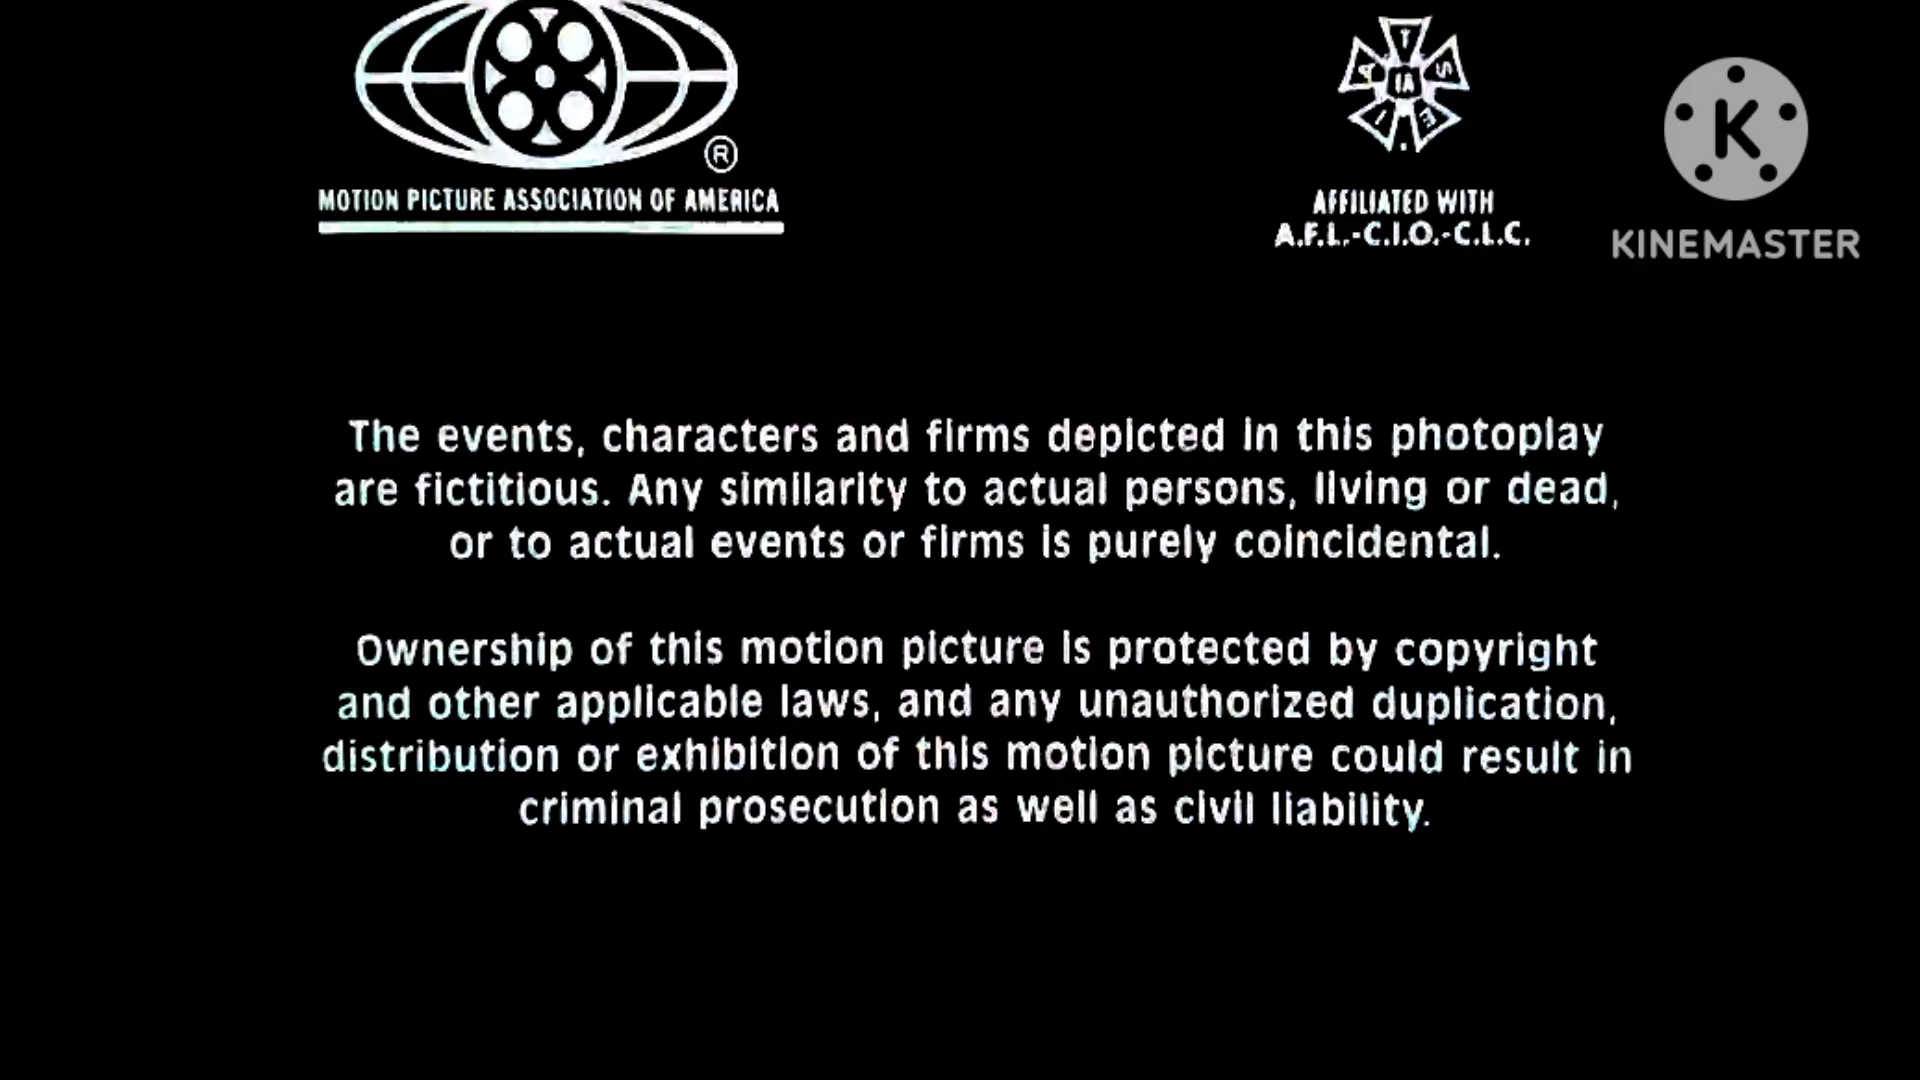 ®
MOTION PICTURE ASSOCIATION OF AMERICA
I A T S E
IA
AFFILIATED WITH
A.F.L.-C.I.O.-C.L.C.
K
KINEMASTER
The events, characters and firms depicted in this photoplay
are fictitious. Any similarity to actual persons, living or dead,
or to actual events or firms is purely coincidental.
Ownership of this motion picture is protected by copyright
and other applicable laws, and any unauthorized duplication,
distribution or exhibition of this motion picture could result in
criminal prosecution as well as civil liability.